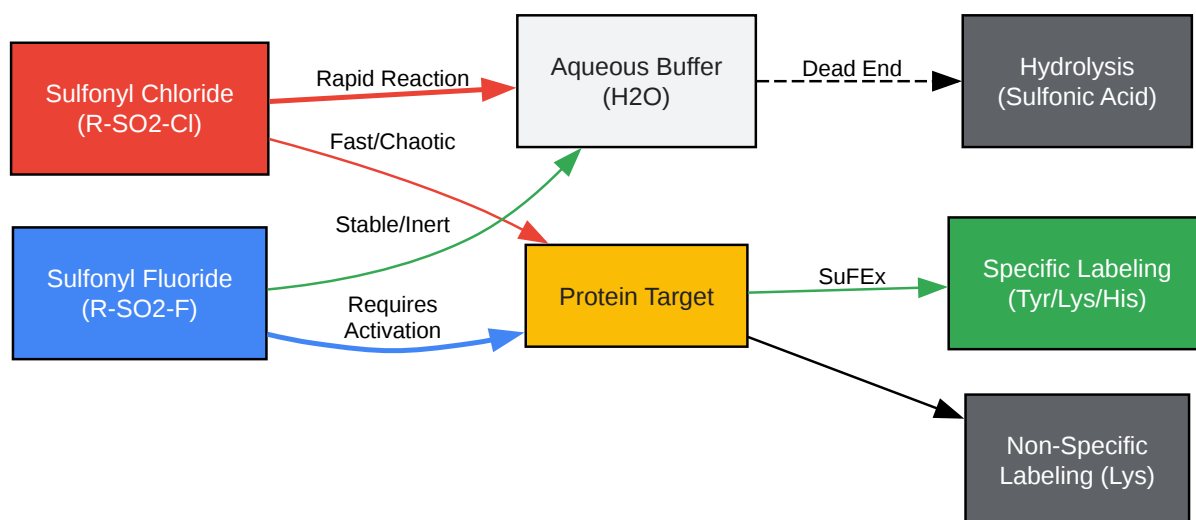 Sulfonyl Chloride
(R-SO2-Cl)
Rapid Reaction
Aqueous Buffer
(H2O)
Dead End
Hydrolysis
(Sulfonic Acid)
Fast/Chaotic
Stable/Inert
Sulfonyl Fluoride
(R-SO2-F)
Requires
Activation
Protein Target
SuFEx
Specific Labeling
(Tyr/Lys/His)
Non-Specific
Labeling (Lys)